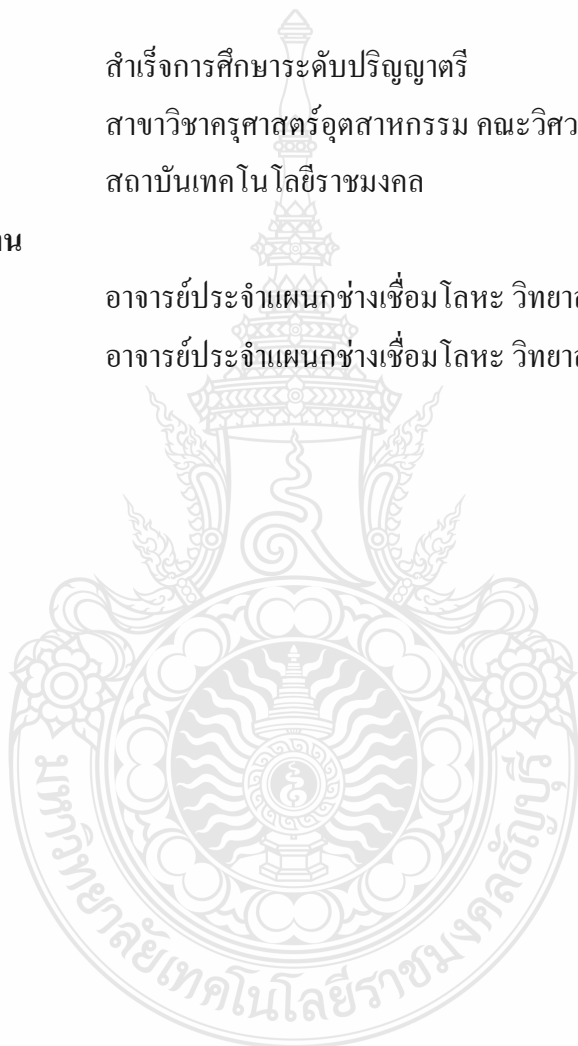 สำเร็จการศึกษาระดับปริญญาตรี
สาขาวิชาครุศาสตร์อุตสาหกรรม คณะวิศว
สถาบันเทคโนโลยีราชมงคล
าน
อาจารย์ประจำแผนกช่างเชื่อมโลหะ วิทยาล
อาจารย์ประจำแผนกช่างเชื่อมโลหะ วิทยาล
มหาวิทยาลัยเทคโนโลยีราชมงคลธัญบุรี